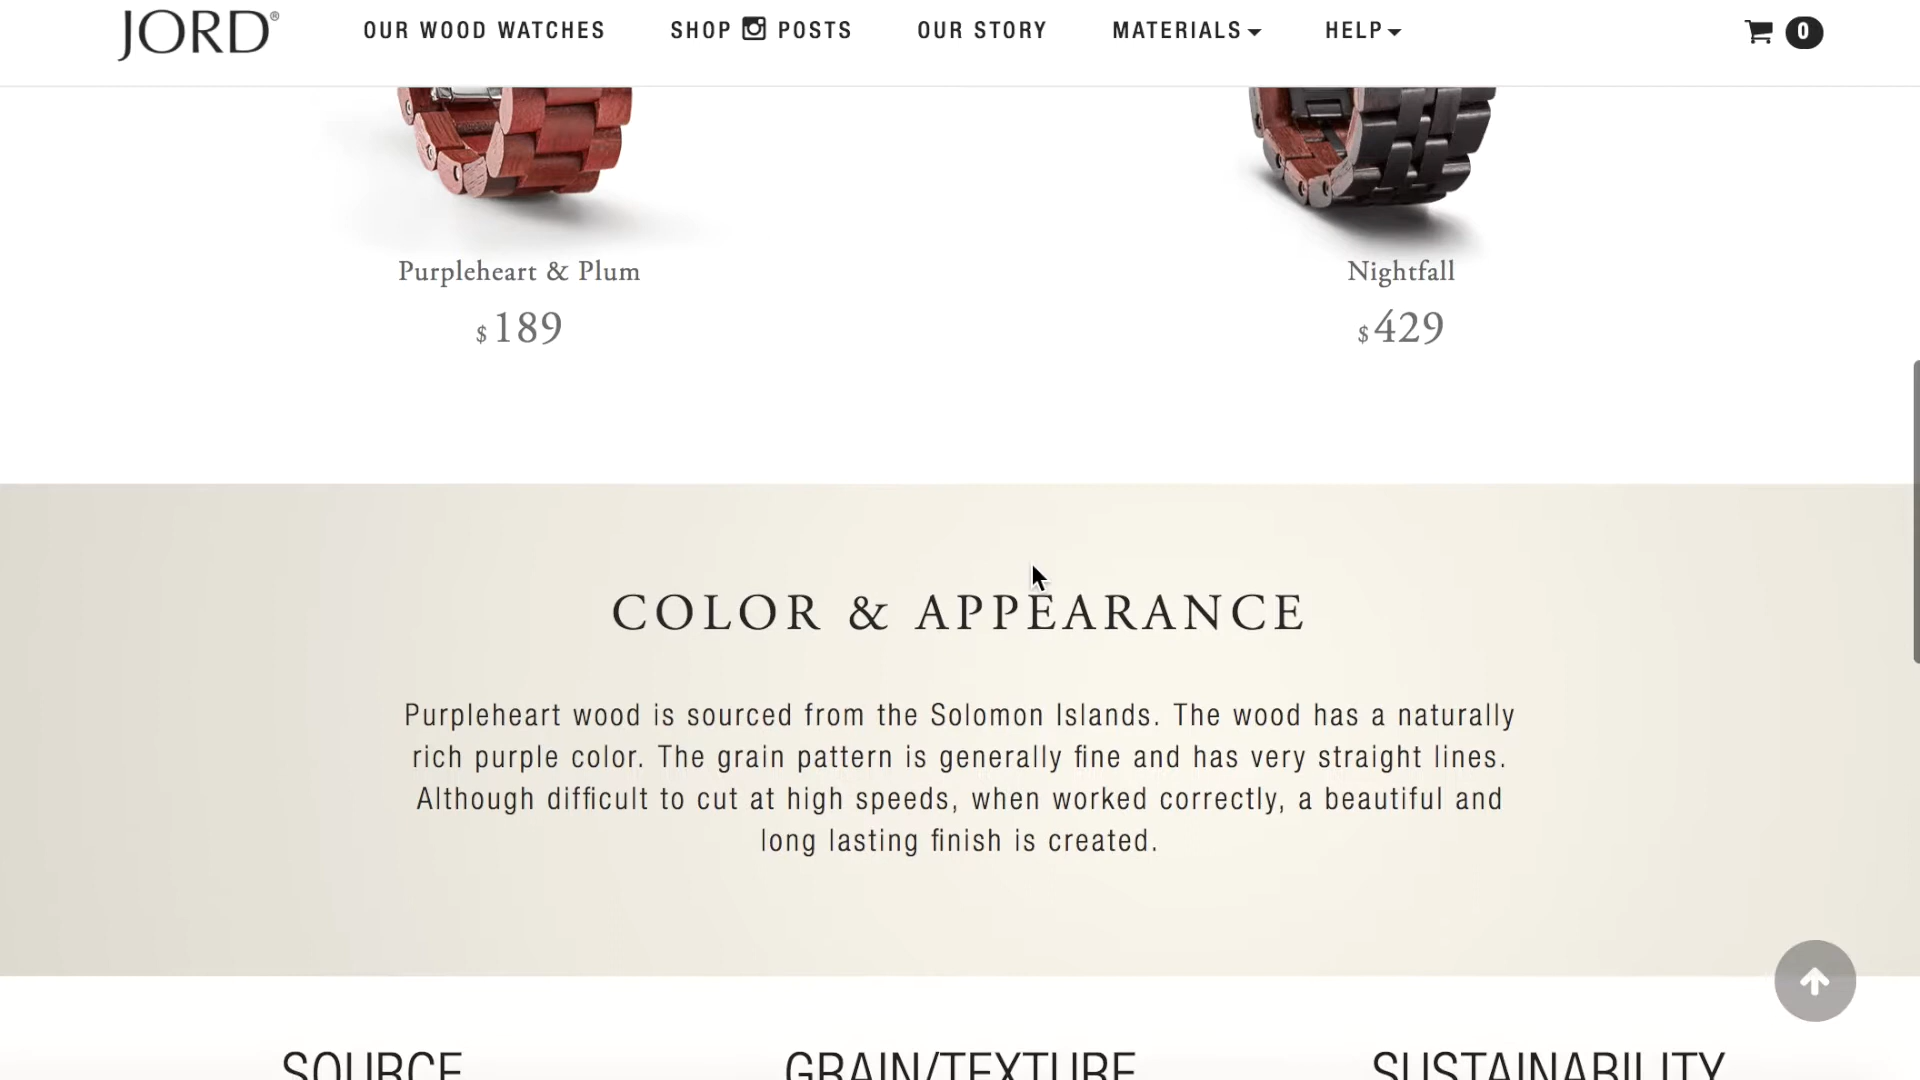 JORD®
OUR WOOD WATCHES SHOP POSTS OUR STORY MATERIALS HELP 0
Purpleheart & Plum
$189
Nightfall
$429
COLOR & APPEARANCE
Purpleheart wood is sourced from the Solomon Islands. The wood has a naturally
rich purple color. The grain pattern is generally fine and has very straight lines.
Although difficult to cut at high speeds, when worked correctly, a beautiful and
long lasting finish is created.
SOURCE
GRAIN/TEXTURE
SUSTAINABILITY